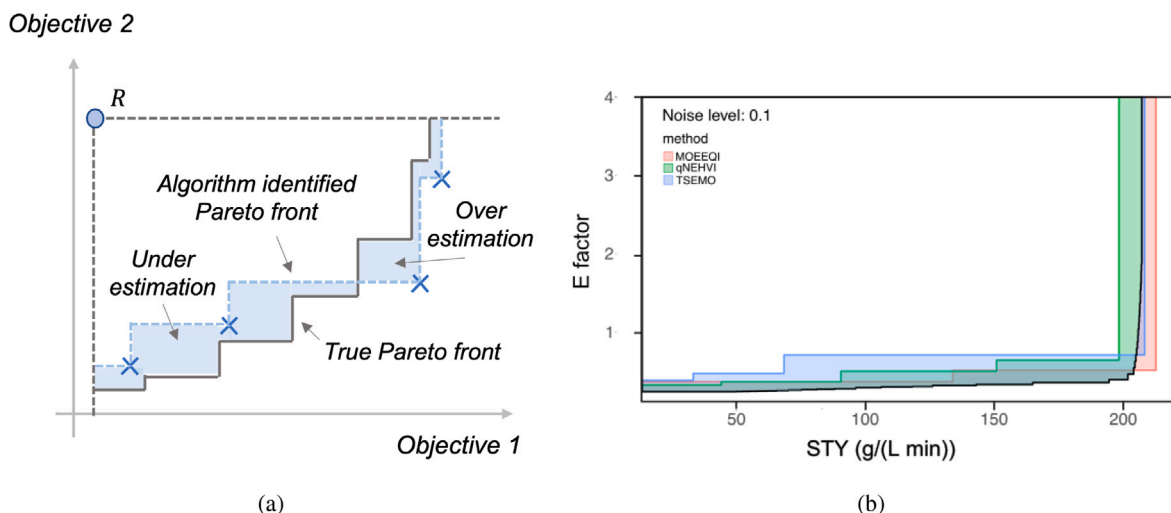 Objective 2
R
Algorithm identified
Pareto front
Over
estimation
Under
estimation
True Pareto front
Objective 1
(a)
4
3
2
1
E factor
Noise level: 0.1
method
MOEEQI
qNEHVI
TSEMO
50
100
150
200
STY (g/(L min))
(b)